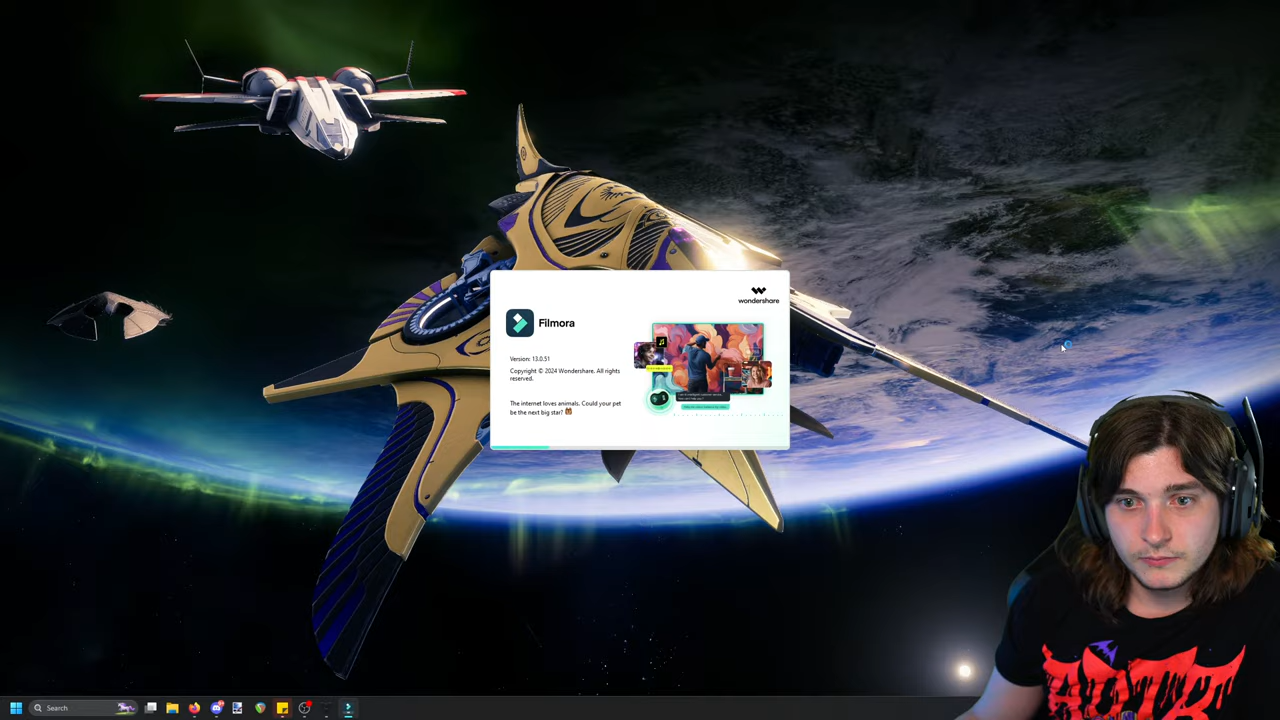 wondershare
Filmora
Version: 13.0.51
Copyright © 2024 Wondershare. All rights
reserved.
The internet loves animals. Could your pet
be the next big star?
Search
ADTR